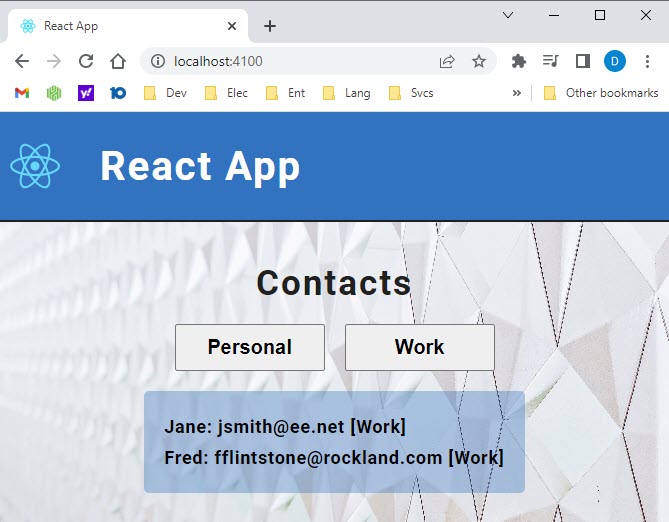 React App
localhost:4100
Dev Elec Ent Lang Svcs » Other bookmarks
React App
Contacts
Personal Work
Jane: jsmith@ee.net [Work]
Fred: fflintstone@rockland.com [Work]